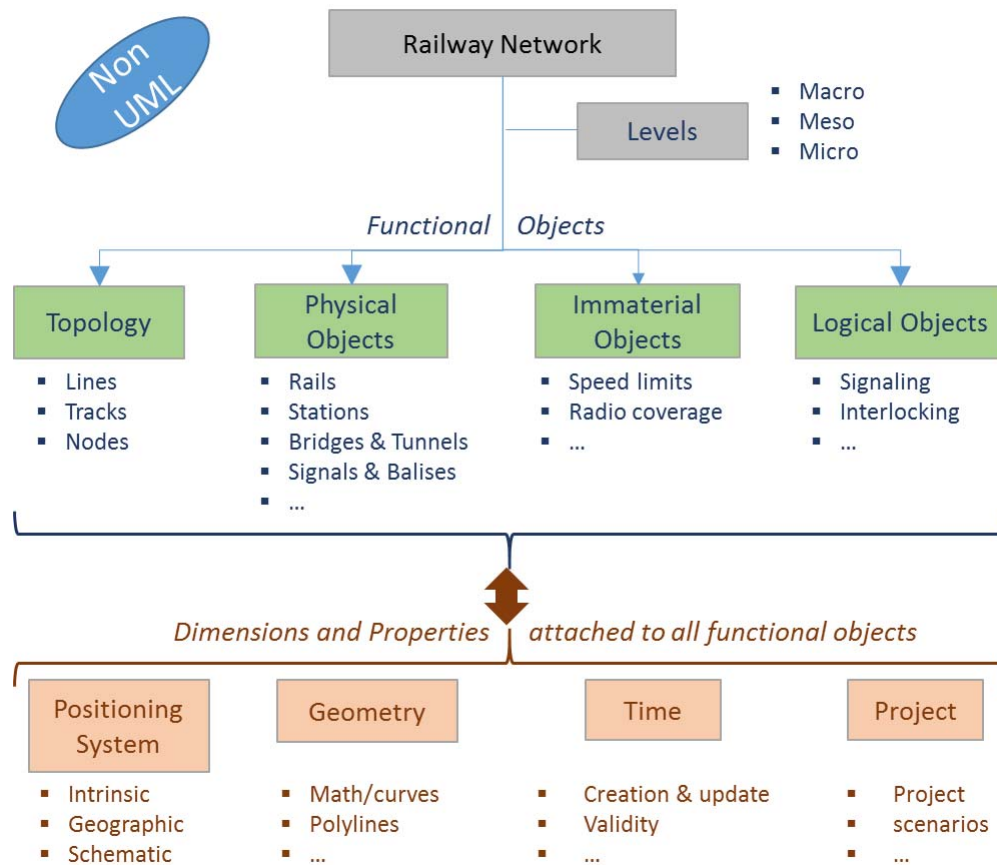 Non
UML
Railway Network
Levels
▪ Macro
▪ Meso
▪ Micro
Functional Objects
Topology
▪ Lines
▪ Tracks
▪ Nodes
Physical
Objects
▪ Rails
▪ Stations
▪ Bridges & Tunnels
▪ Signals & Balises
▪ ...
Immaterial
Objects
▪ Speed limits
▪ Radio coverage
▪ ...
Logical Objects
▪ Signaling
▪ Interlocking
▪ ...
Dimensions and Properties attached to all functional objects
Positioning
System
▪ Intrinsic
▪ Geographic
▪ Schematic
Geometry
▪ Math/curves
▪ Polylines
▪ ...
Time
▪ Creation & update
▪ Validity
▪ ...
Project
▪ Project
▪ scenarios
▪ ...